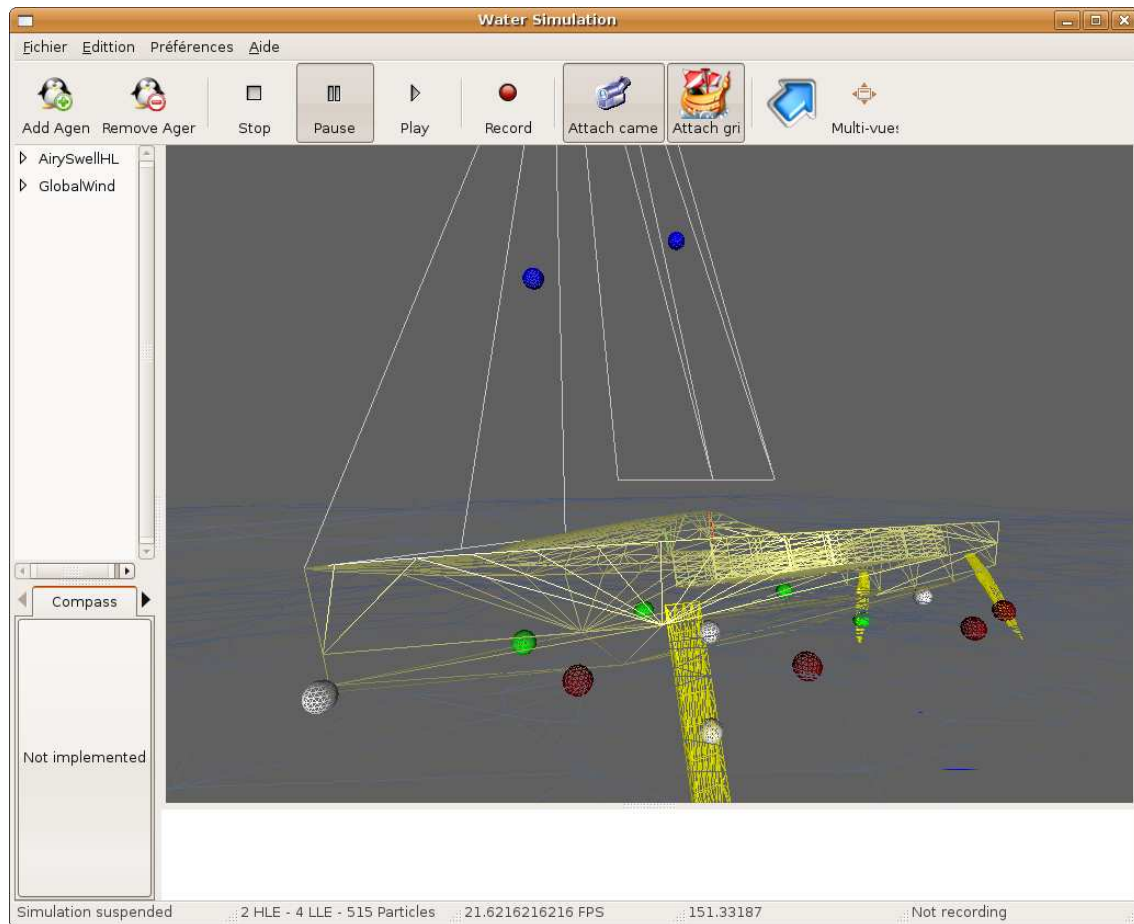 Water Simulation
Fichier Edittion Préférences Aide
Add Agen Remove Ager Stop Pause Play Record Attach came Attach gri Multi-vues
AirySwellHL
GlobalWind
Compass
Not implemented
Simulation suspended 2 HLE - 4 LLE - 515 Particles 21.6216216216 FPS 151.33187 Not recording